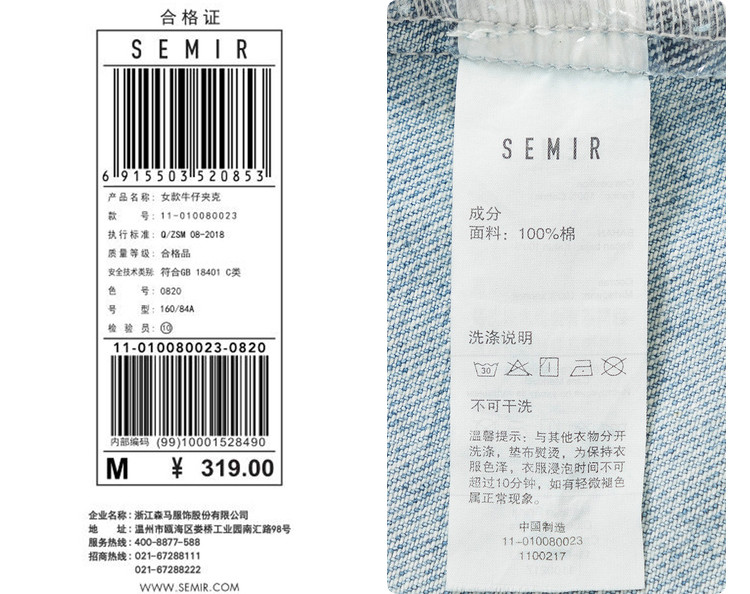 合格证
SEMIR
6 915503 520853
产品名称: 女款牛仔夹克
款 号: 11-010080023
执行标准: Q/ZSM 08-2018
质量等级: 合格品
安全技术类别: 符合GB 18401 C类
色 号: 0820
号 型: 160/84A
检 验 员: ⑩
11-010080023-0820
内部编码 (99)10001528490
M ¥ 319.00
企业名称: 浙江森马服饰股份有限公司
地 址: 温州市瓯海区娄桥工业园南汇路98号
服务热线: 400-8877-588
招商热线: 021-67288111
021-67288222
WWW.SEMIR.COM
SEMIR
成分
面料: 100%棉
洗涤说明
30
不可干洗
温馨提示: 与其他衣物分开
洗涤, 垫布熨烫, 为保持衣
服色泽, 衣服浸泡时间不可
超过10分钟, 如有轻微褪色
属正常现象。
中国制造
11-010080023
1100217